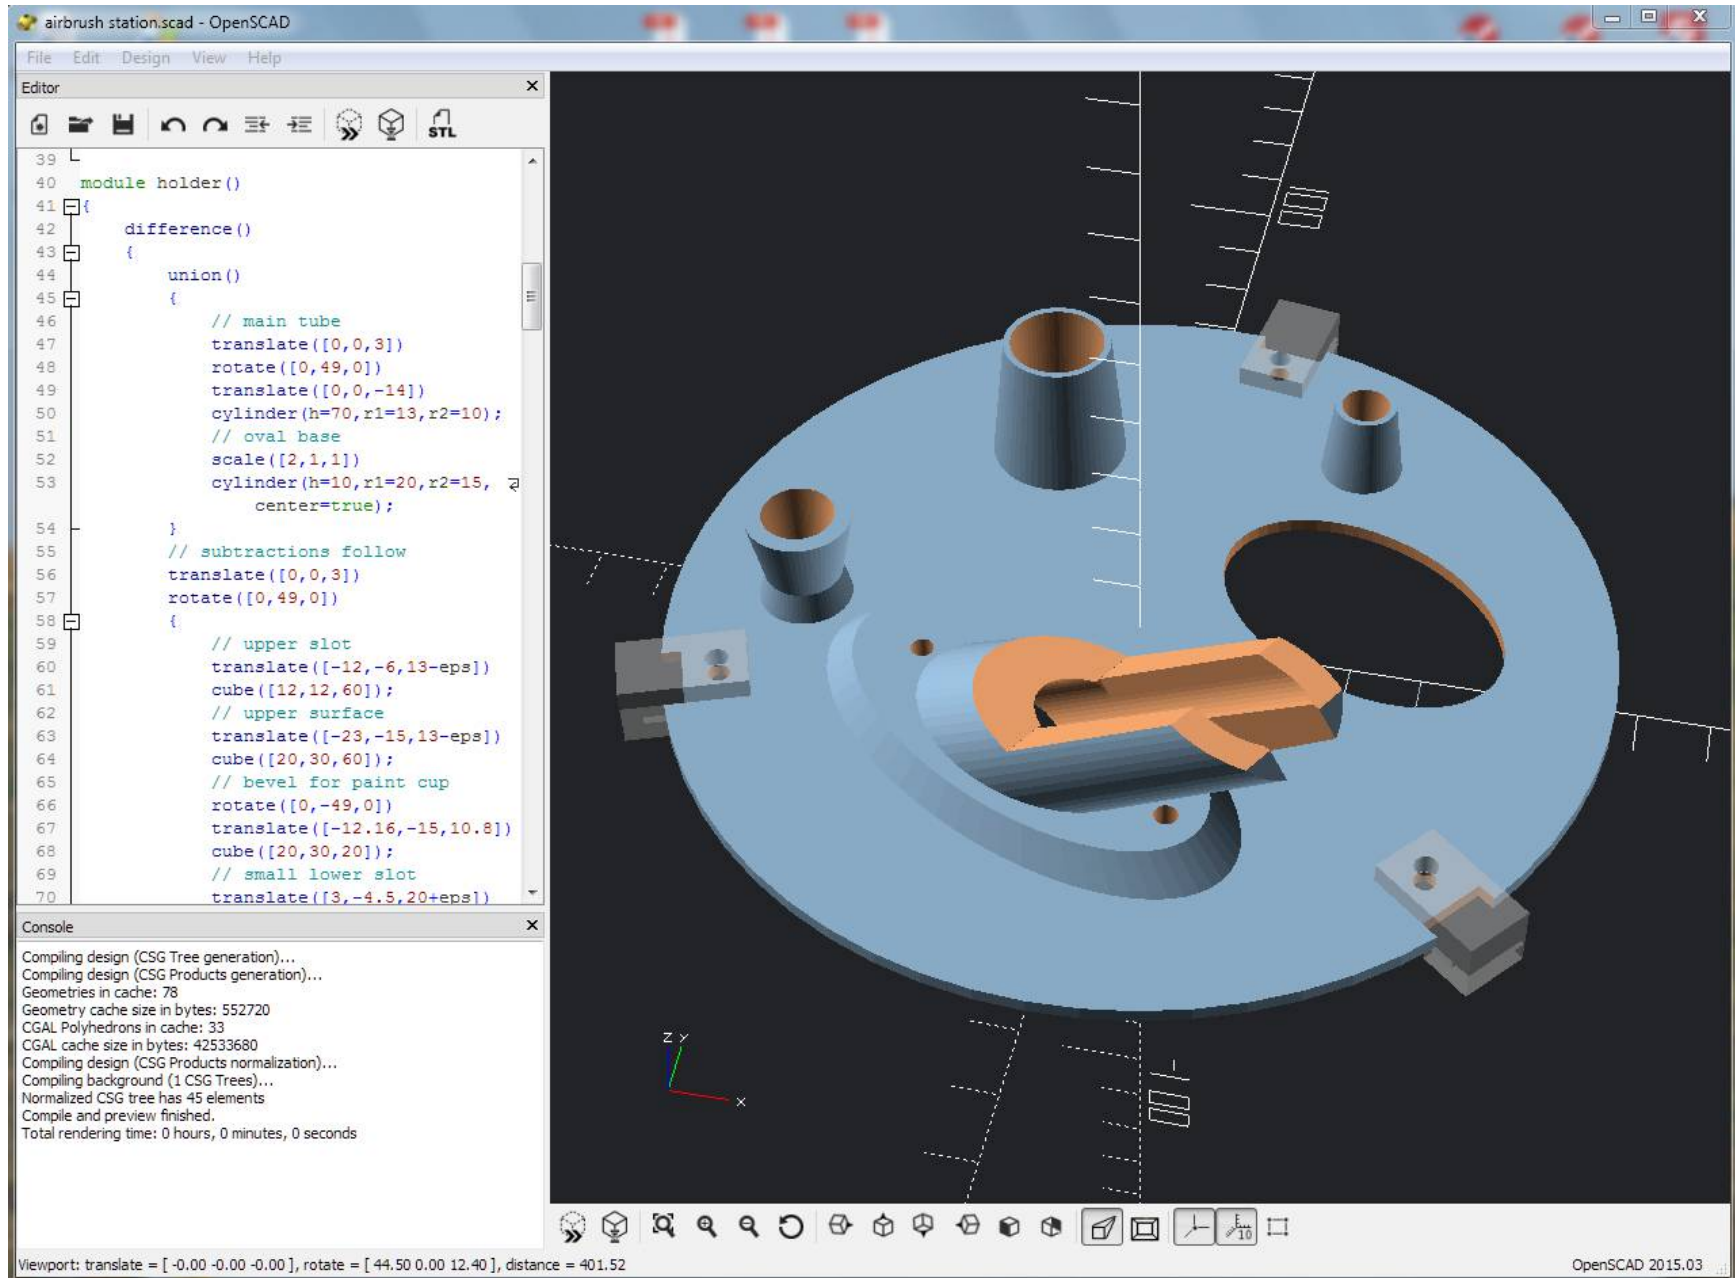 airbrush station.scad - OpenSCAD
File Edit Design View Help
Editor
STL
39
40 module holder()
41 {
42 difference()
43 {
44 union()
45 {
46 // main tube
47 translate([0,0,3])
48 rotate([0,49,0])
49 translate([0,0,-14])
50 cylinder(h=70,r1=13,r2=10);
51 // oval base
52 scale([2,1,1])
53 cylinder(h=10,r1=20,r2=15,
center=true);
54 }
55 // subtractions follow
56 translate([0,0,3])
57 rotate([0,49,0])
58 {
59 // upper slot
60 translate([-12,-6,13-eps])
61 cube([12,12,60]);
62 // upper surface
63 translate([-23,-15,13-eps])
64 cube([20,30,60]);
65 // bevel for paint cup
66 rotate([0,-49,0])
67 translate([-12.16,-15,10.8])
68 cube([20,30,20]);
69 // small lower slot
70 translate([3,-4.5,20+eps])
Console
Compiling design (CSG Tree generation)...
Compiling design (CSG Products generation)...
Geometries in cache: 78
Geometry cache size in bytes: 552720
CGAL Polyhedrons in cache: 33
CGAL cache size in bytes: 42533680
Compiling design (CSG Products normalization)...
Compiling background (1 CSG Trees)...
Normalized CSG tree has 45 elements
Compile and preview finished.
Total rendering time: 0 hours, 0 minutes, 0 seconds
100
-100
Z Y
X
10
Viewport: translate = [ -0.00 -0.00 -0.00 ], rotate = [ 44.50 0.00 12.40 ], distance = 401.52
OpenSCAD 2015.03